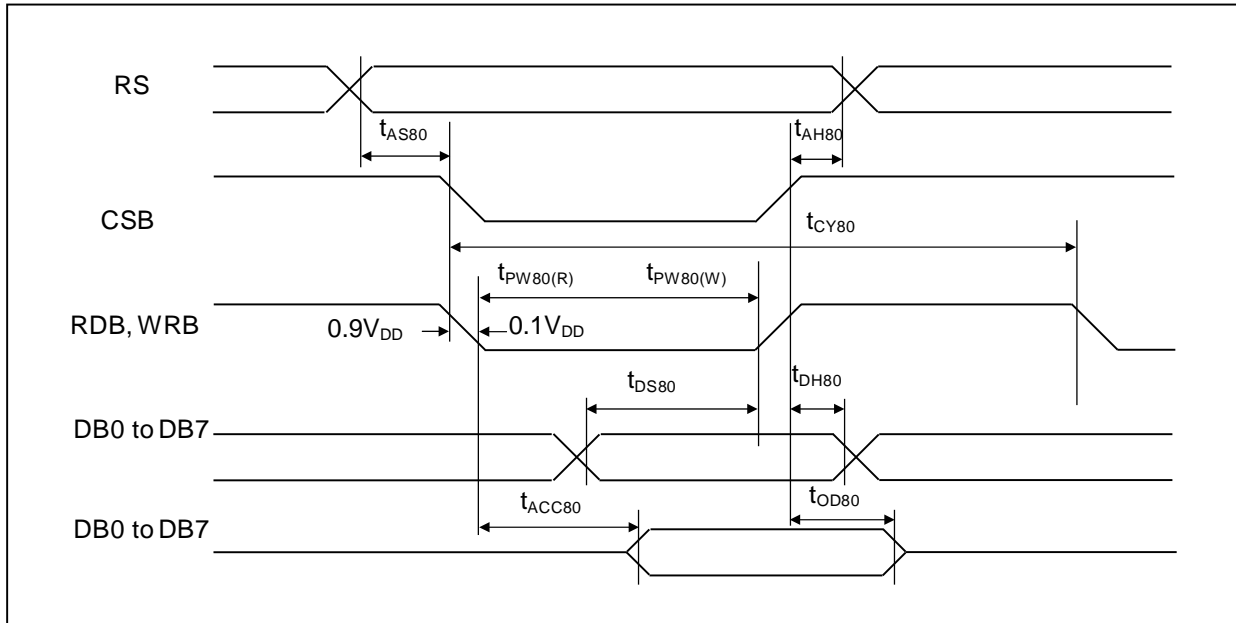 RS
tAS80
tAH80
CSB
tCY80
tPW80(R) tPW80(W)
RDB, WRB
0.9VDD 0.1VDD
tDS80 tDH80
DB0 to DB7
tACC80 tOD80
DB0 to DB7